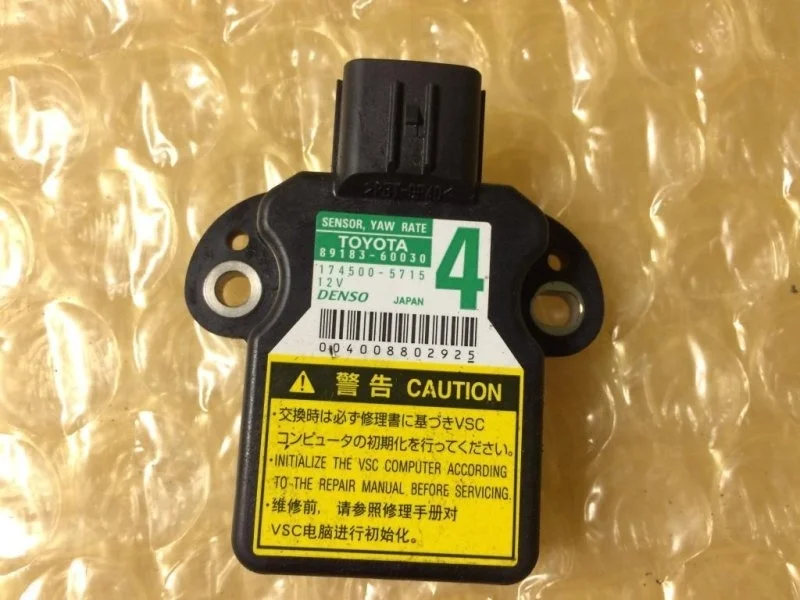 SENSOR, YAW RATE
TOYOTA
89183-60030
174500-5715
12V
DENSO JAPAN
4
004008802925
警告 CAUTION
・交換時は必ず修理書に基づきVSC
コンピュータの初期化を行ってください。
・INITIALIZE THE VSC COMPUTER ACCORDING
TO THE REPAIR MANUAL BEFORE SERVICING.
・维修前，请参照修理手册对
VSC电脑进行初始化。